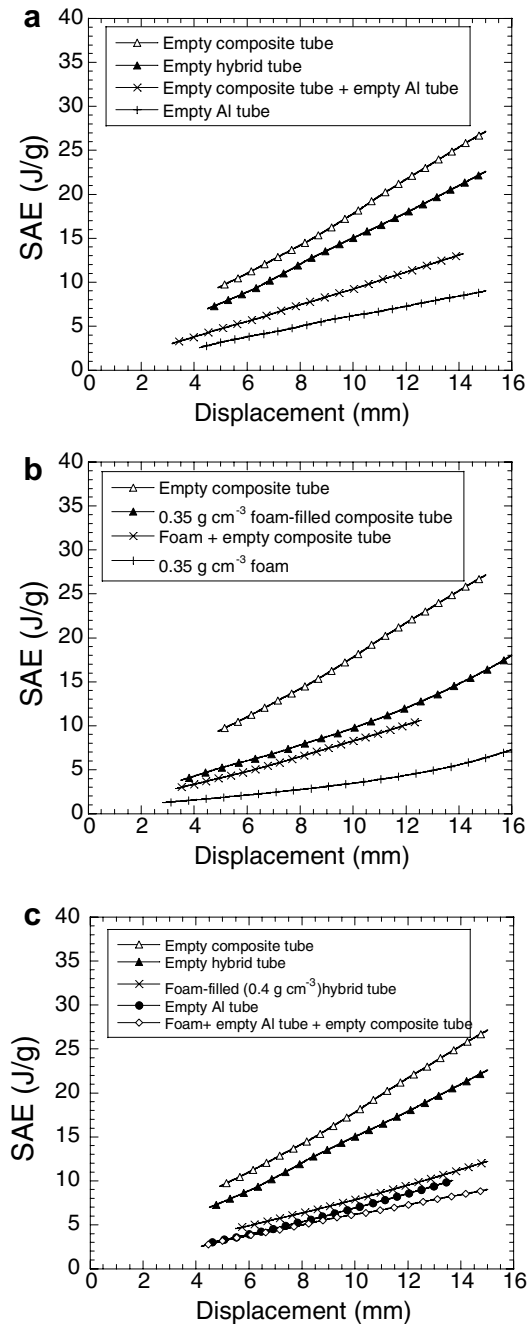 a
40
35
30
25
20
15
10
5
0
SAE (J/g)
Empty composite tube
Empty hybrid tube
Empty composite tube + empty Al tube
Empty Al tube
0 2 4 6 8 10 12 14 16
Displacement (mm)
b
40
35
30
25
20
15
10
5
0
SAE (J/g)
Empty composite tube
0.35 g cm⁻³ foam-filled composite tube
Foam + empty composite tube
0.35 g cm⁻³ foam
0 2 4 6 8 10 12 14 16
Displacement (mm)
c
40
35
30
25
20
15
10
5
0
SAE (J/g)
Empty composite tube
Empty hybrid tube
Foam-filled (0.4 g cm⁻³)hybrid tube
Empty Al tube
Foam+ empty Al tube + empty composite tube
0 2 4 6 8 10 12 14 16
Displacement (mm)